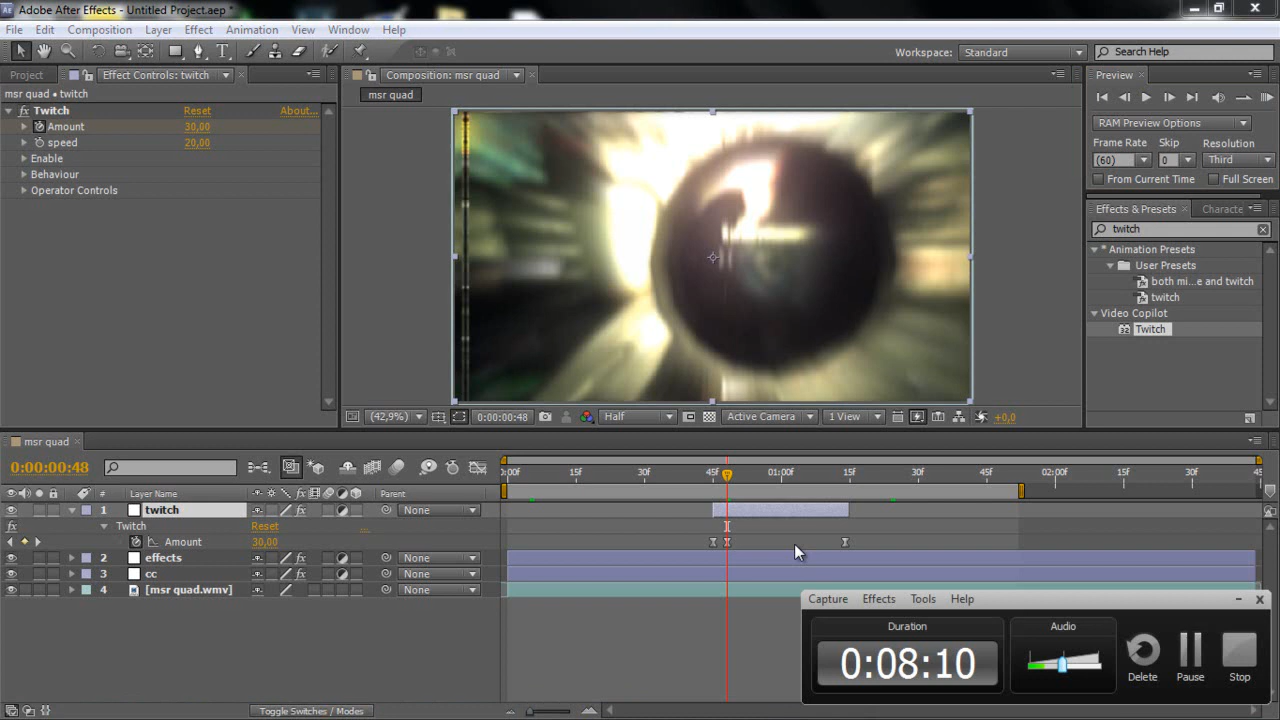 Adobe After Effects - Untitled Project.aep *
File Edit Composition Layer Effect Animation View Window Help
Workspace: Standard Search Help
Project Effect Controls: twitch
msr quad • twitch
fx Twitch Reset About...
Amount 30,00
speed 20,00
Enable
Behaviour
Operator Controls
Composition: msr quad
msr quad
(42,9%) 0:00:00:48 Half Active Camera 1 View +0,0
Preview
RAM Preview Options
Frame Rate Skip Resolution
(60) 0 Third
From Current Time Full Screen
Effects & Presets Characte
twitch
* Animation Presets
User Presets
both mi...e and twitch
twitch
Video Copilot
Twitch
msr quad
0:00:00:48
:00f 15f 30f 45f 01:00f 15f 30f 45f 02:00f 15f 30f 45
# Layer Name Parent
1 twitch None
Twitch Reset ...
Amount 30,00
2 effects None
3 cc None
4 [msr quad.wmv] None
Toggle Switches / Modes
Capture Effects Tools Help
Duration Audio
0:08:10
Delete Pause Stop